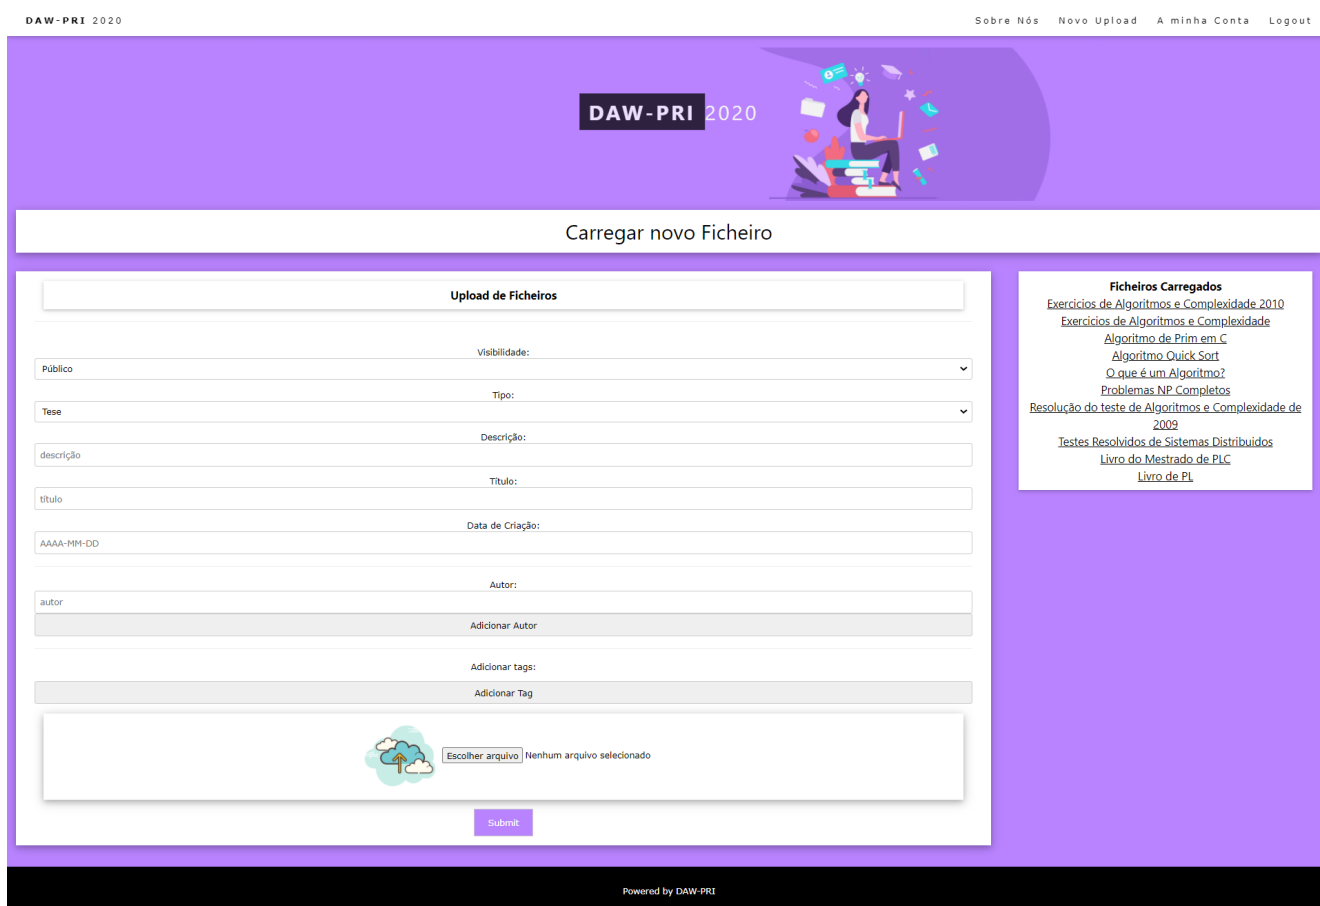 DAW-PRI 2020
Sobre Nós Novo Upload A minha Conta Logout
DAW-PRI 2020
Carregar novo Ficheiro
Upload de Ficheiros
Visibilidade:
Público
Tipo:
Tese
Descrição:
descrição
Título:
título
Data de Criação:
AAAA-MM-DD
Autor:
autor
Adicionar Autor
Adicionar tags:
Adicionar Tag
Escolher arquivo Nenhum arquivo selecionado
Submit
Ficheiros Carregados
Exercicios de Algoritmos e Complexidade 2010
Exercicios de Algoritmos e Complexidade
Algoritmo de Prim em C
Algoritmo Quick Sort
O que é um Algoritmo?
Problemas NP Completos
Resolução do teste de Algoritmos e Complexidade de
2009
Testes Resolvidos de Sistemas Distribuidos
Livro do Mestrado de PLC
Livro de PL
Powered by DAW-PRI